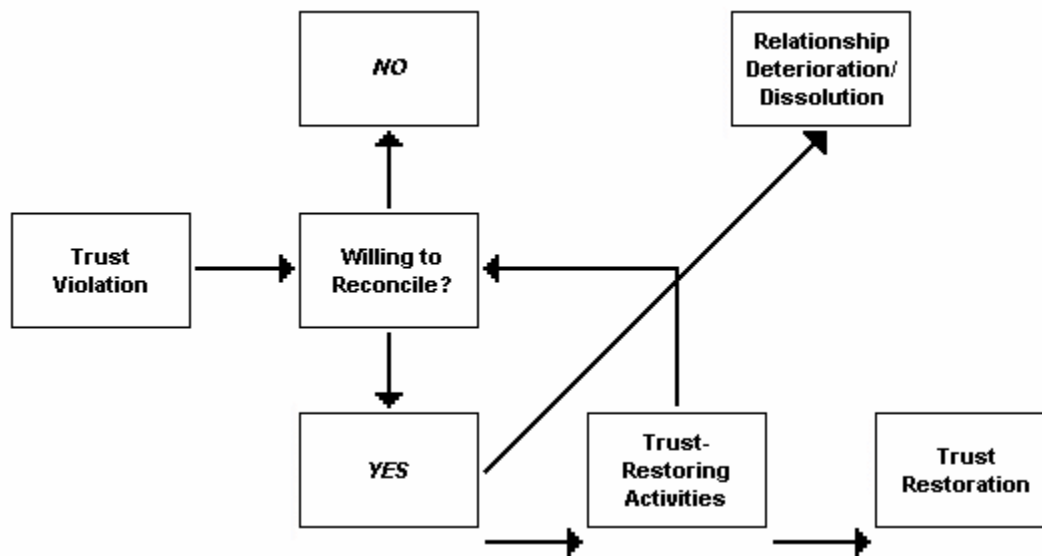 NO
Relationship
Deterioration/
Dissolution
Trust
Violation
Willing to
Reconcile?
YES
Trust-
Restoring
Activities
Trust
Restoration